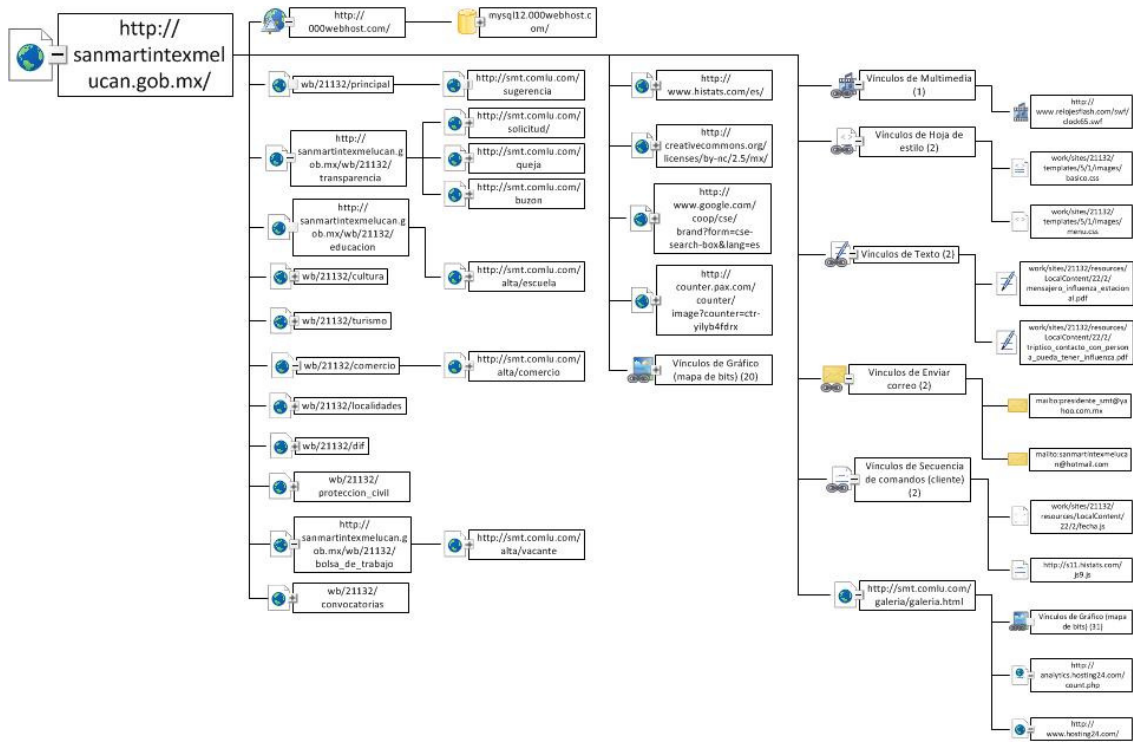 http://
sanmartintexmel
ucan.gob.mx/
http://
000webhost.com/
mysql12.000webhost.c
om/
wb/21132/principal
http://smt.comlu.com/
sugerencia
http://
sanmartintexmelucan.g
ob.mx/wb/21132/
transparencia
http://smt.comlu.com/
solicitud/
http://smt.comlu.com/
queja
http://smt.comlu.com/
buzon
http://
sanmartintexmelucan.g
ob.mx/wb/21132/
educacion
http://smt.comlu.com/
alta/escuela
wb/21132/cultura
wb/21132/turismo
wb/21132/comercio
http://smt.comlu.com/
alta/comercio
wb/21132/localidades
wb/21132/dif
wb/21132/
proteccion_civil
http://
sanmartintexmelucan.g
ob.mx/wb/21132/
bolsa_de_trabajo
http://smt.comlu.com/
alta/vacante
wb/21132/
convocatorias
http://
www.histats.com/es/
http://
creativecommons.org/
licenses/by-nc/2.5/mx/
http://
www.google.com/
coop/cse/
brand?form=cse-
search-box&lang=es
http://
counter.pax.com/
counter/
image?counter=ctr-
yilyb4fdrx
Vínculos de Gráfico
(mapa de bits) (20)
Vínculos de Multimedia
(1)
http://
www.relojesflash.com/swf/
clock65.swf
Vínculos de Hoja de
estilo (2)
work/sites/21132/
templates/5/1/images/
basico.css
work/sites/21132/
templates/5/1/images/
menu.css
Vínculos de Texto (2)
work/sites/21132/resources/
LocalContent/22/2/
mensajero_influenza_estacion
al.pdf
work/sites/21132/resources/
LocalContent/22/2/
triptico_contacto_con_person
a_pueda_tener_influenza.pdf
Vínculos de Enviar
correo (2)
mailto:presidente_smt@ya
hoo.com.mx
mailto:sanmartintexmeluca
n@hotmail.com
Vínculos de Secuencia
de comandos (cliente)
(2)
work/sites/21132/
resources/LocalContent/
22/2/fecha.js
http://s11.histats.com/
js9.js
http://smt.comlu.com/
galeria/galeria.html
Vínculos de Gráfico (mapa
de bits) (31)
http://
analytics.hosting24.com/
count.php
http://
www.hosting24.com/